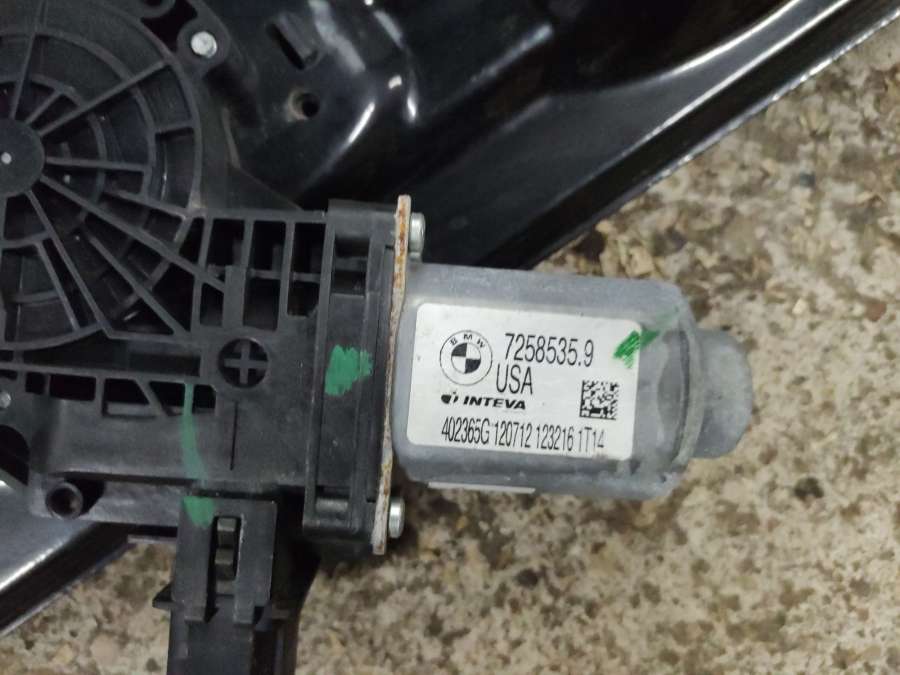 BMW
7258535.9
USA
INTEVA
402365G 120712 123216 1T14